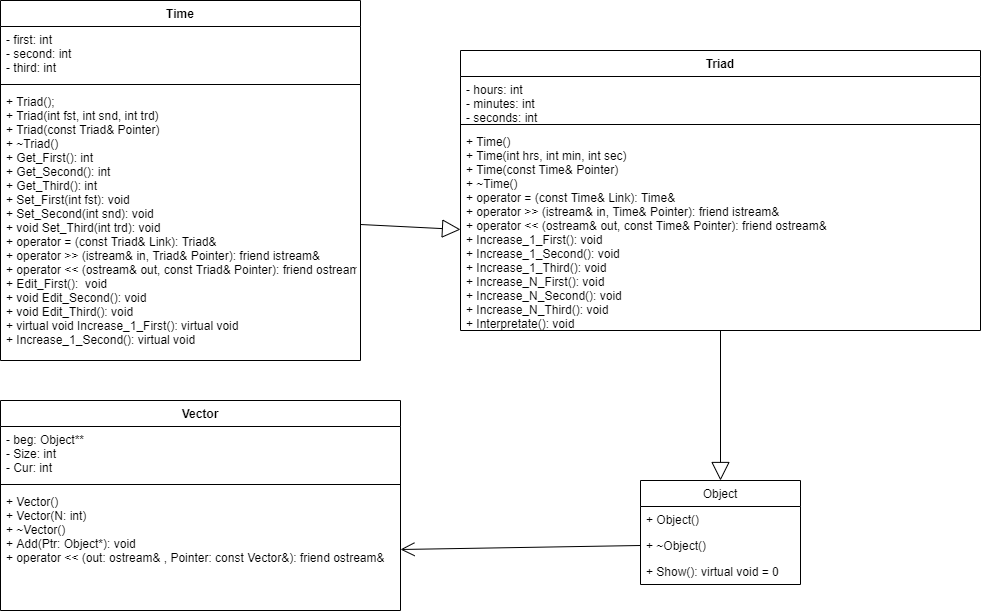 Time
- first: int
- second: int
- third: int
+ Triad();
+ Triad(int fst, int snd, int trd)
+ Triad(const Triad& Pointer)
+ ~Triad()
+ Get_First(): int
+ Get_Second(): int
+ Get_Third(): int
+ Set_First(int fst): void
+ Set_Second(int snd): void
+ void Set_Third(int trd): void
+ operator = (const Triad& Link): Triad&
+ operator >> (istream& in, Triad& Pointer): friend istream&
+ operator << (ostream& out, const Triad& Pointer): friend ostream
+ Edit_First():  void
+ void Edit_Second(): void
+ void Edit_Third(): void
+ virtual void Increase_1_First(): virtual void
+ Increase_1_Second(): virtual void
Triad
- hours: int
- minutes: int
- seconds: int
+ Time()
+ Time(int hrs, int min, int sec)
+ Time(const Time& Pointer)
+ ~Time()
+ operator = (const Time& Link): Time&
+ operator >> (istream& in, Time& Pointer): friend istream&
+ operator << (ostream& out, const Time& Pointer): friend ostream&
+ Increase_1_First(): void
+ Increase_1_Second(): void
+ Increase_1_Third(): void
+ Increase_N_First(): void
+ Increase_N_Second(): void
+ Increase_N_Third(): void
+ Interpretate(): void
Vector
- beg: Object**
- Size: int
- Cur: int
+ Vector()
+ Vector(N: int)
+ ~Vector()
+ Add(Ptr: Object*): void
+ operator << (out: ostream& , Pointer: const Vector&): friend ostream&
Object
+ Object()
+ ~Object()
+ Show(): virtual void = 0